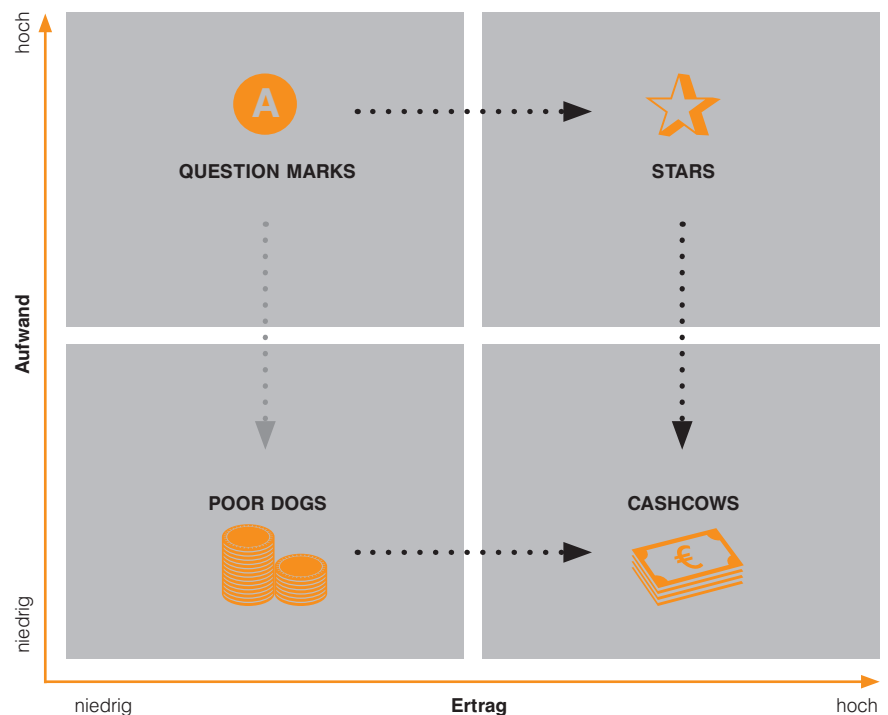 hoch
A
QUESTION MARKS
STARS
Aufwand
POOR DOGS
CASHCOWS
€
niedrig
niedrig
Ertrag
hoch